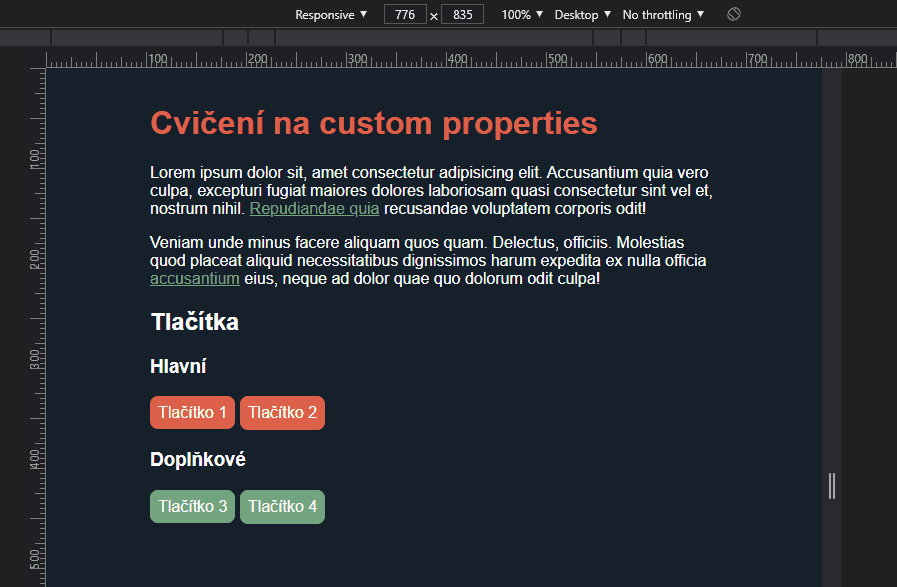 Responsive ▼ 776 × 835 100% ▼ Desktop ▼ No throttling ▼
100 200 300 400 500 600 700 800
100
200
300
400
500
Cvičení na custom properties
Lorem ipsum dolor sit, amet consectetur adipisicing elit. Accusantium quia vero
culpa, excepturi fugiat maiores dolores laboriosam quasi consectetur sint vel et,
nostrum nihil. Repudiandae quia recusandae voluptatem corporis odit!
Veniam unde minus facere aliquam quos quam. Delectus, officiis. Molestias
quod placeat aliquid necessitatibus dignissimos harum expedita ex nulla officia
accusantium eius, neque ad dolor quae quo dolorum odit culpa!
Tlačítka
Hlavní
Tlačítko 1 Tlačítko 2
Doplňkové
Tlačítko 3 Tlačítko 4